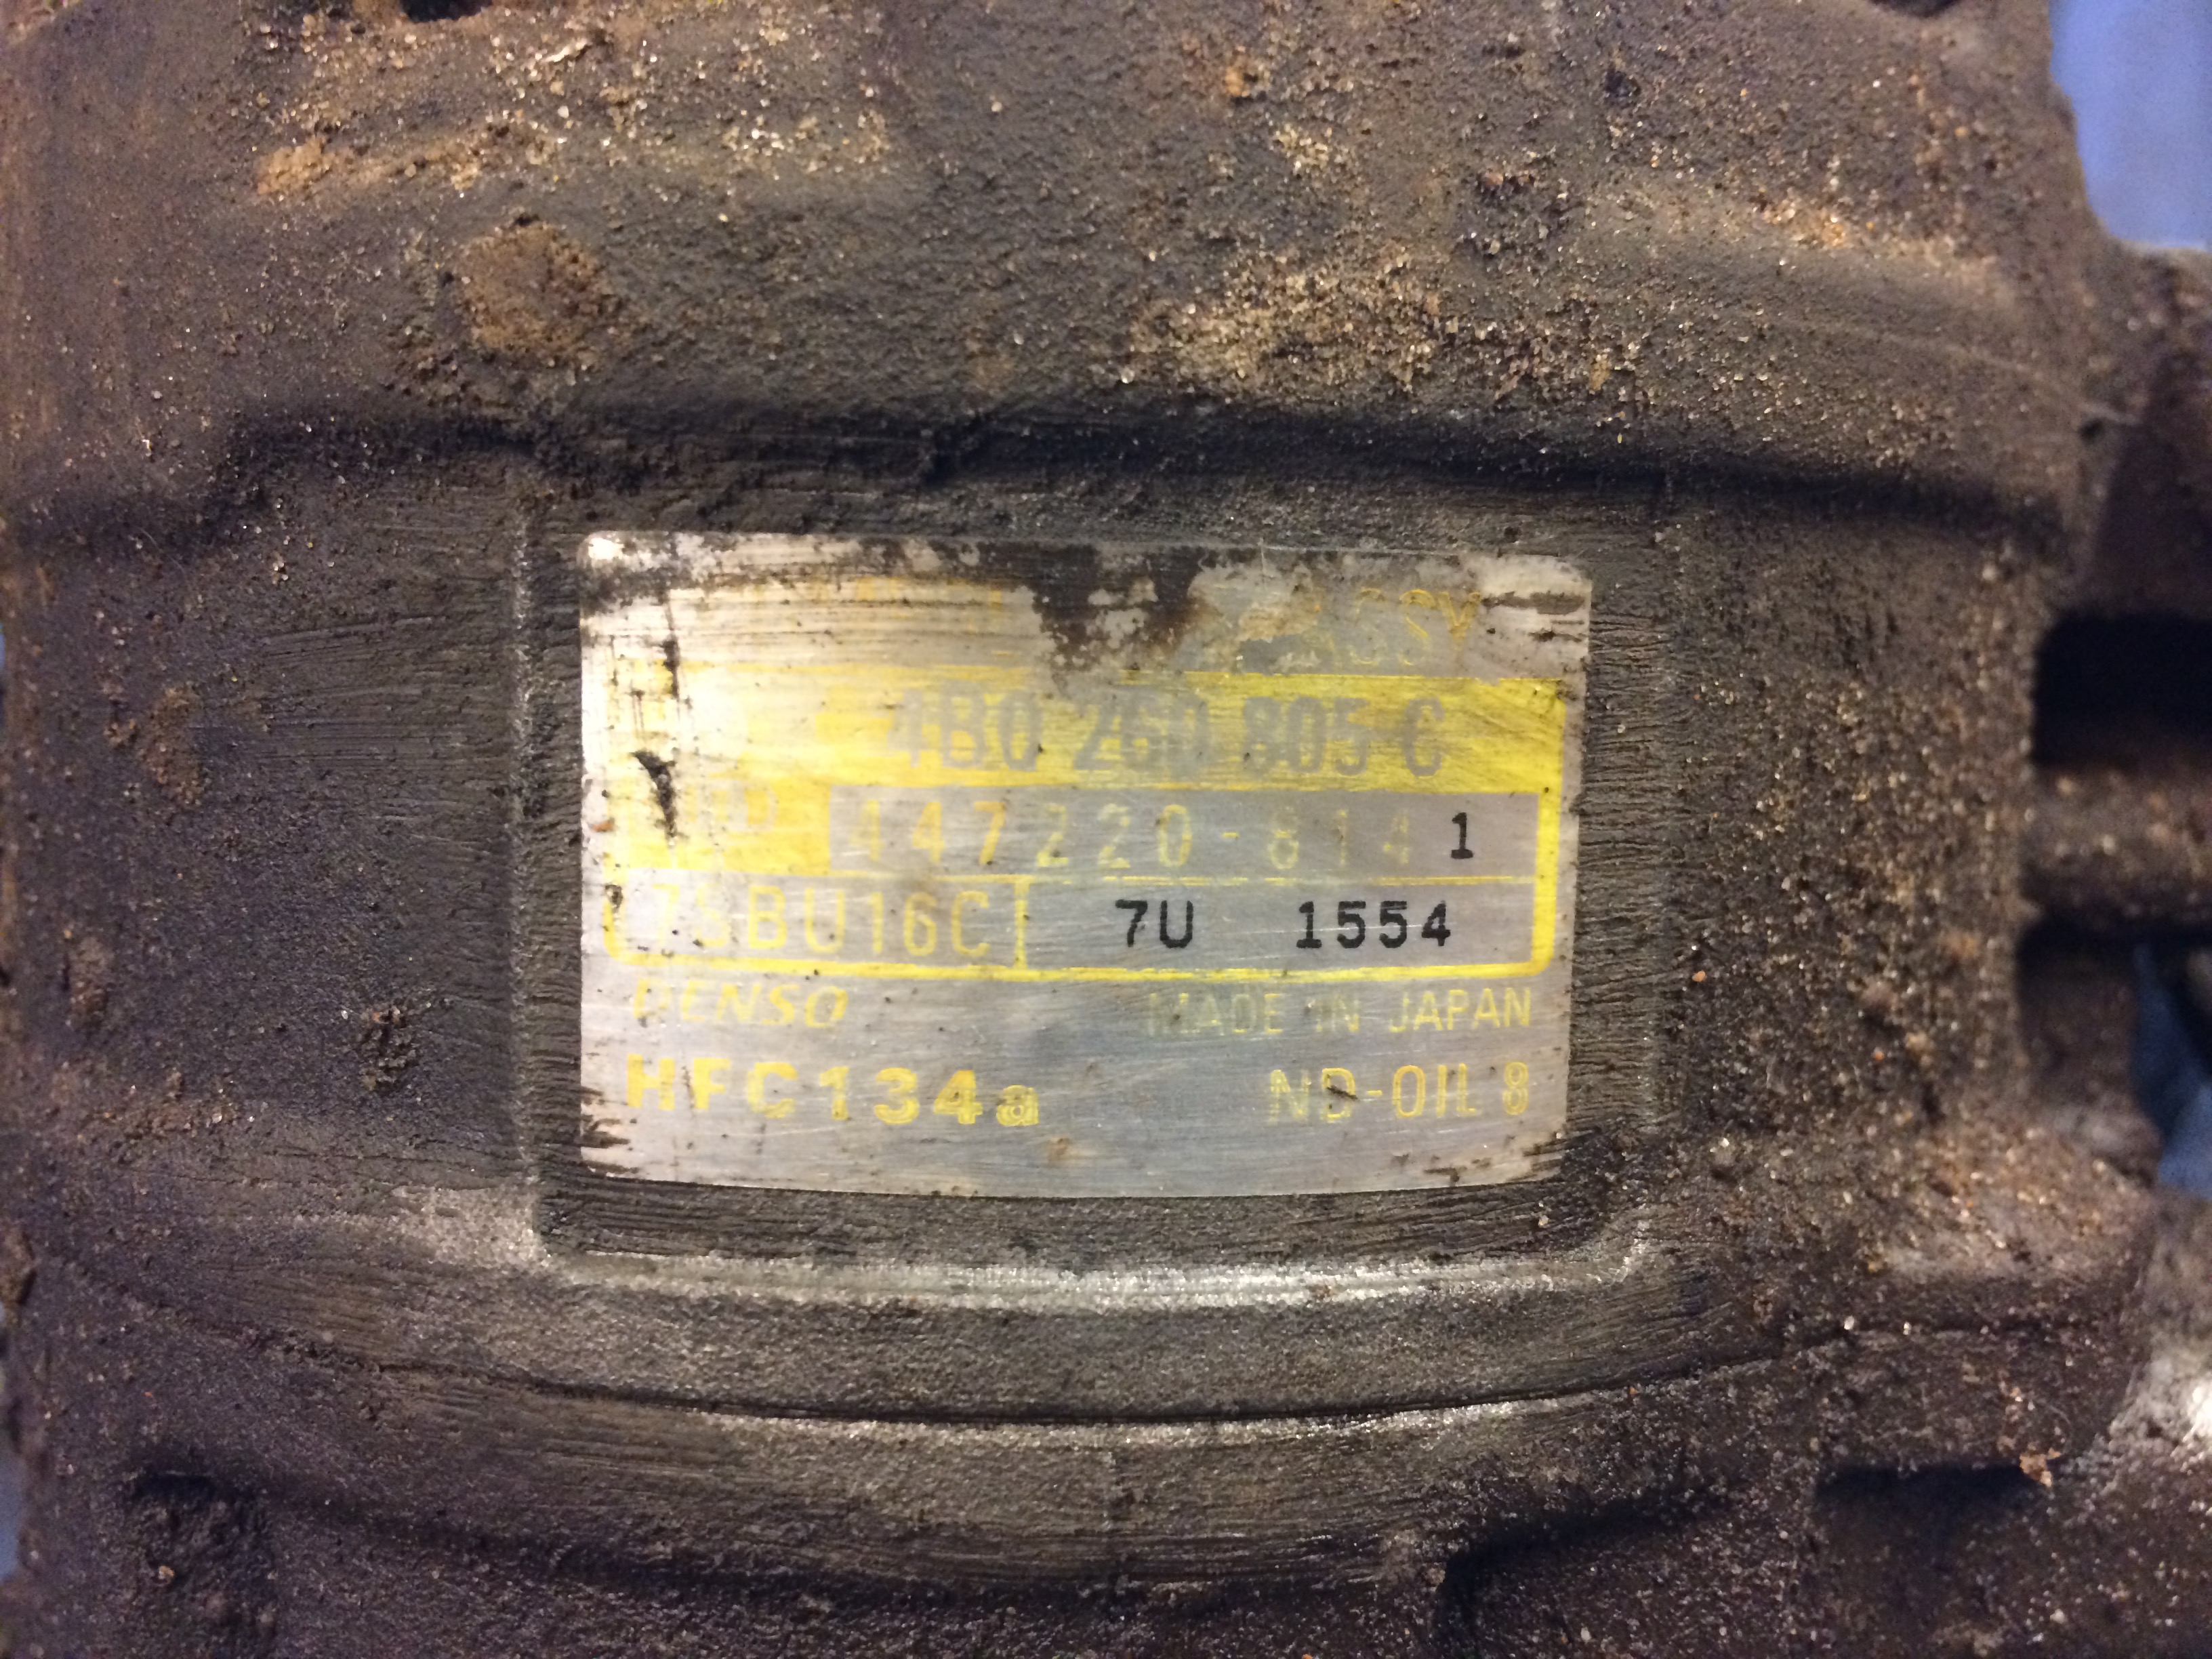 ASSY
4B0 260 805 C
447220-8141
7SBU16C 7U 1554
DENSO MADE IN JAPAN
HFC134a ND-OIL 8